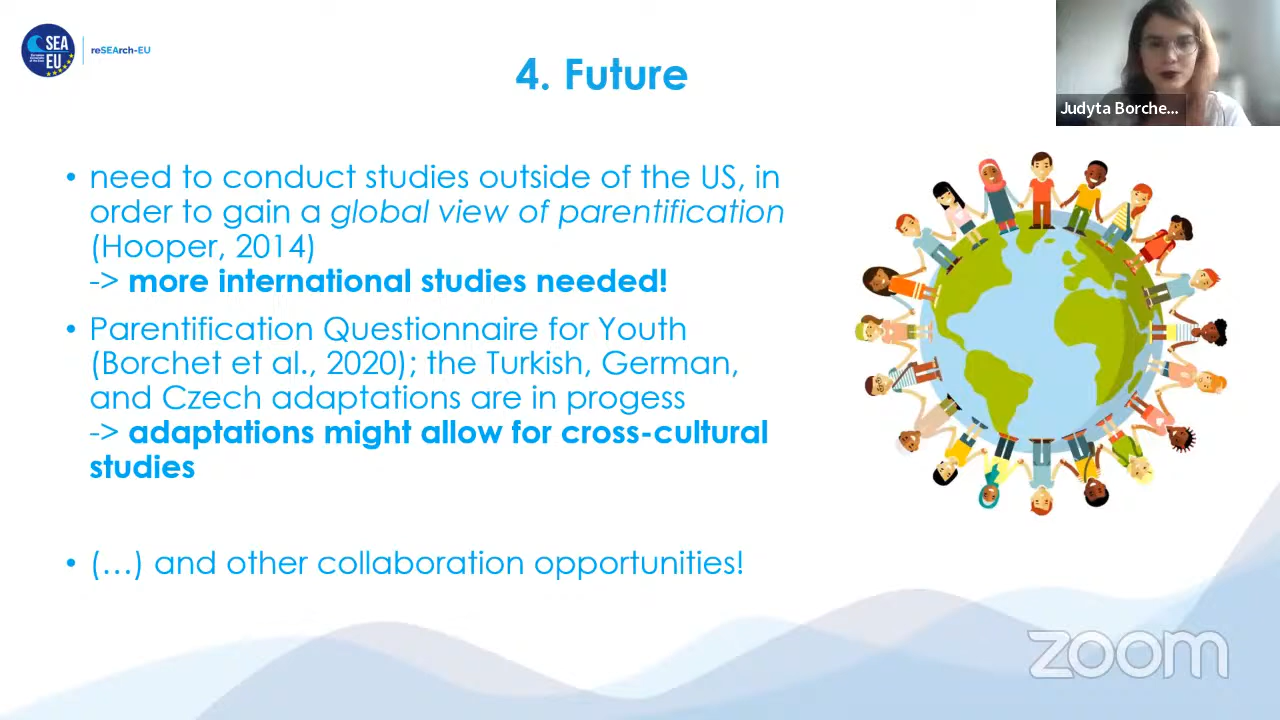 SEA
EU
reSEArch-EU
4. Future
Judyta Borche...
• need to conduct studies outside of the US, in
order to gain a global view of parentification
(Hooper, 2014)
-> more international studies needed!
• Parentification Questionnaire for Youth
(Borchet et al., 2020); the Turkish, German,
and Czech adaptations are in progess
-> adaptations might allow for cross-cultural
studies
• (...) and other collaboration opportunities!
zoom